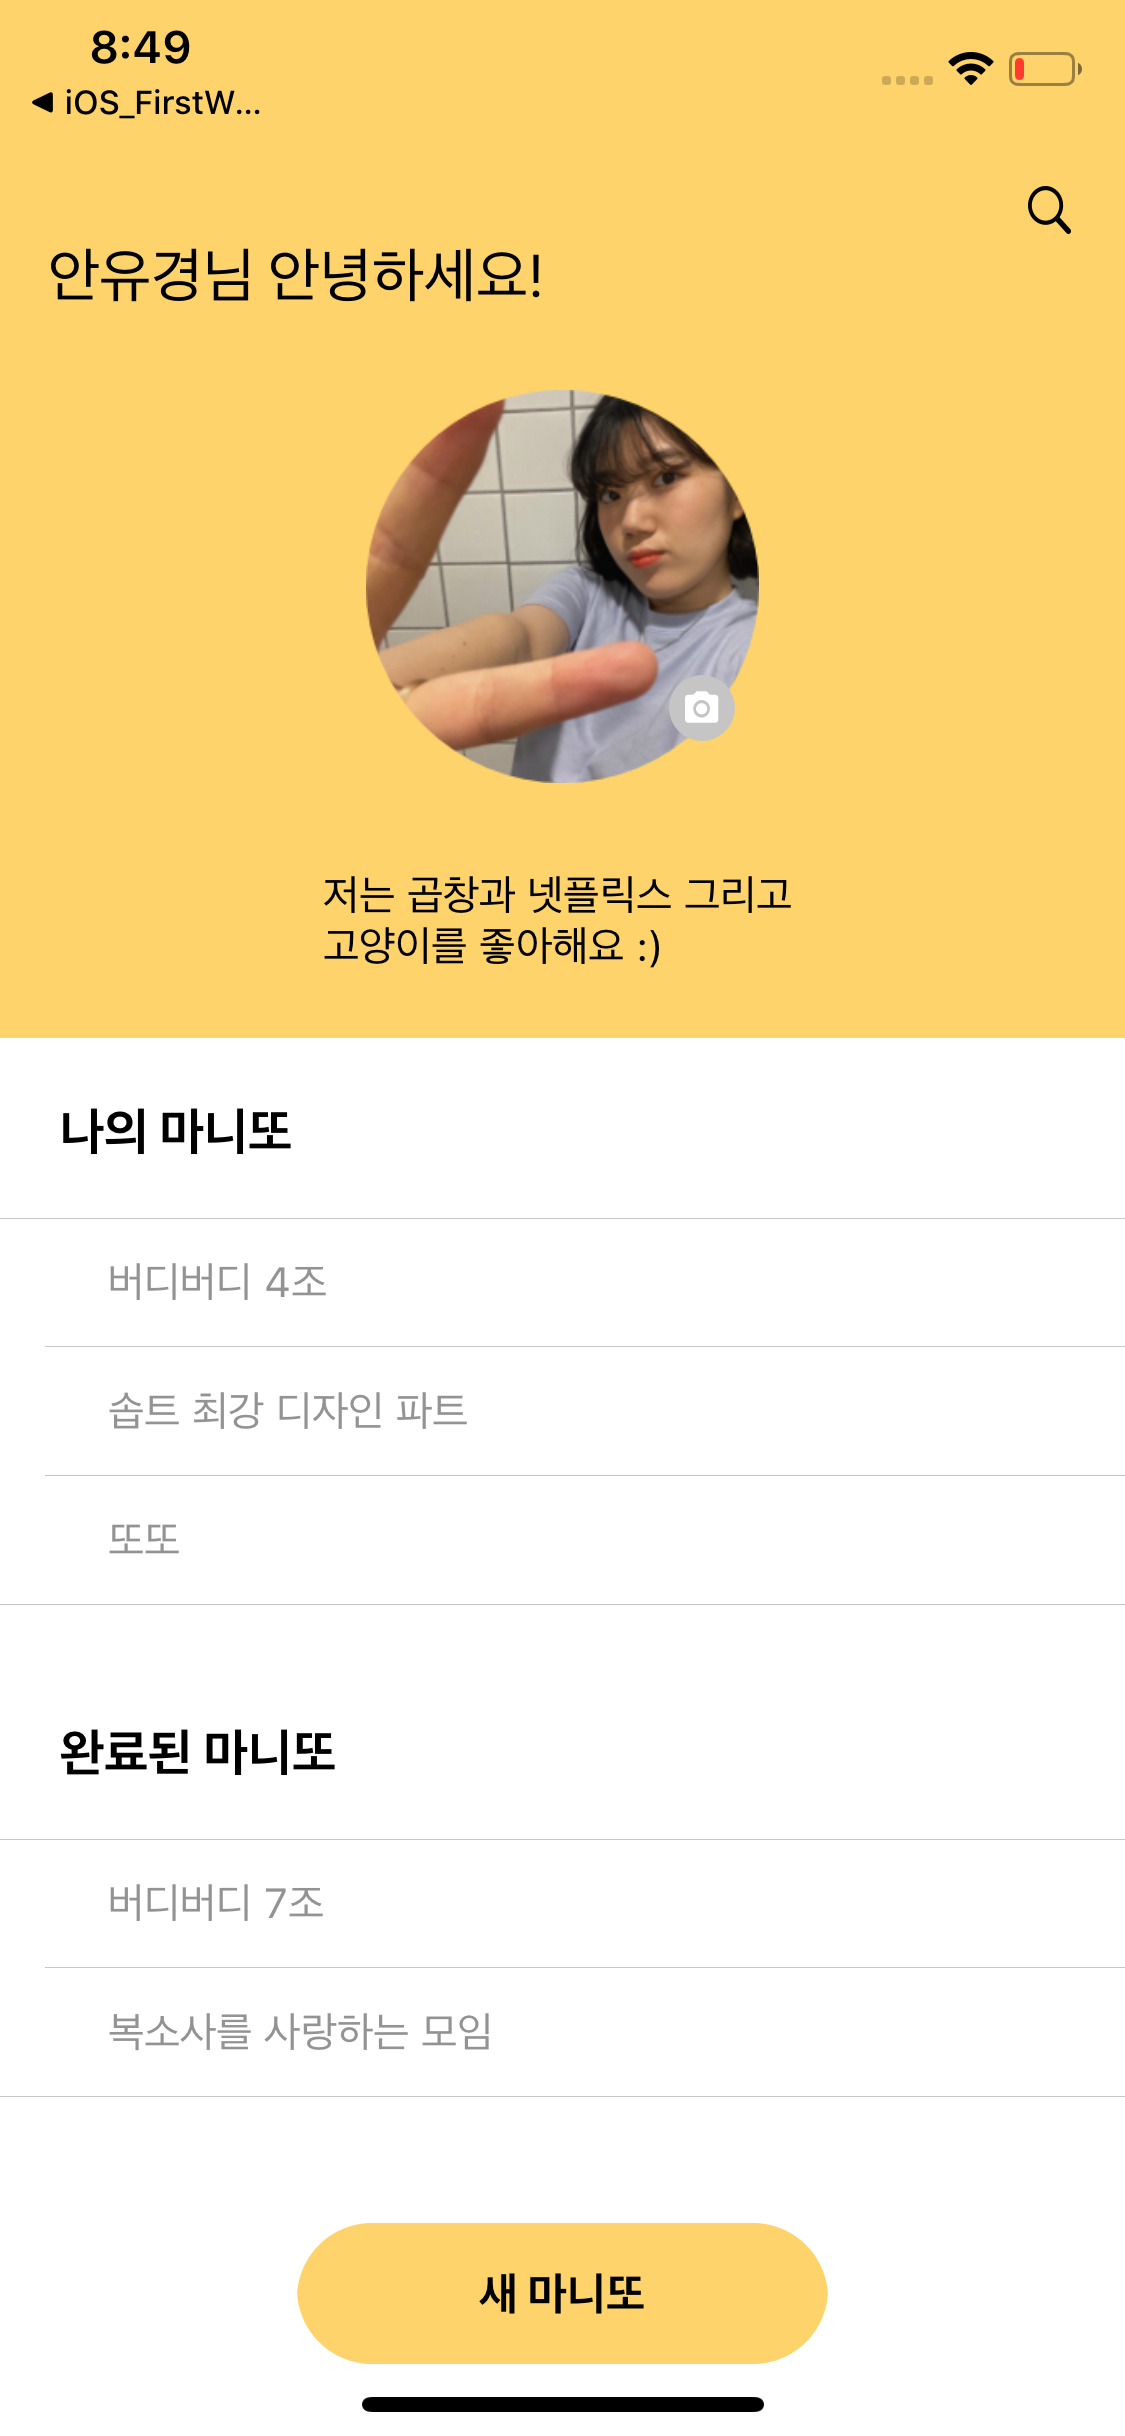 8:49
◀ iOS_FirstW...
안유경님 안녕하세요!
저는 곱창과 넷플릭스 그리고
고양이를 좋아해요 :)
나의 마니또
버디버디 4조
솝트 최강 디자인 파트
또또
완료된 마니또
버디버디 7조
복소사를 사랑하는 모임
새 마니또